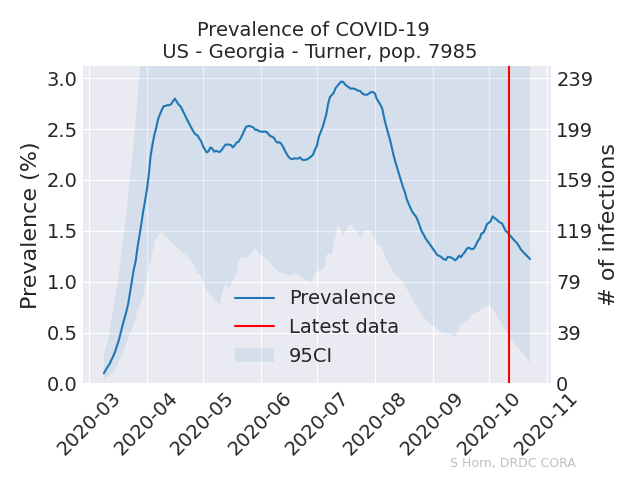 Prevalence of COVID-19
US - Georgia - Turner, pop. 7985
Prevalence (%)
3.0
2.5
2.0
1.5
1.0
0.5
0.0
239
199
159
119
79
39
0
# of infections
Prevalence
Latest data
95CI
2020-03
2020-04
2020-05
2020-06
2020-07
2020-08
2020-09
2020-10
2020-11
S Horn, DRDC CORA